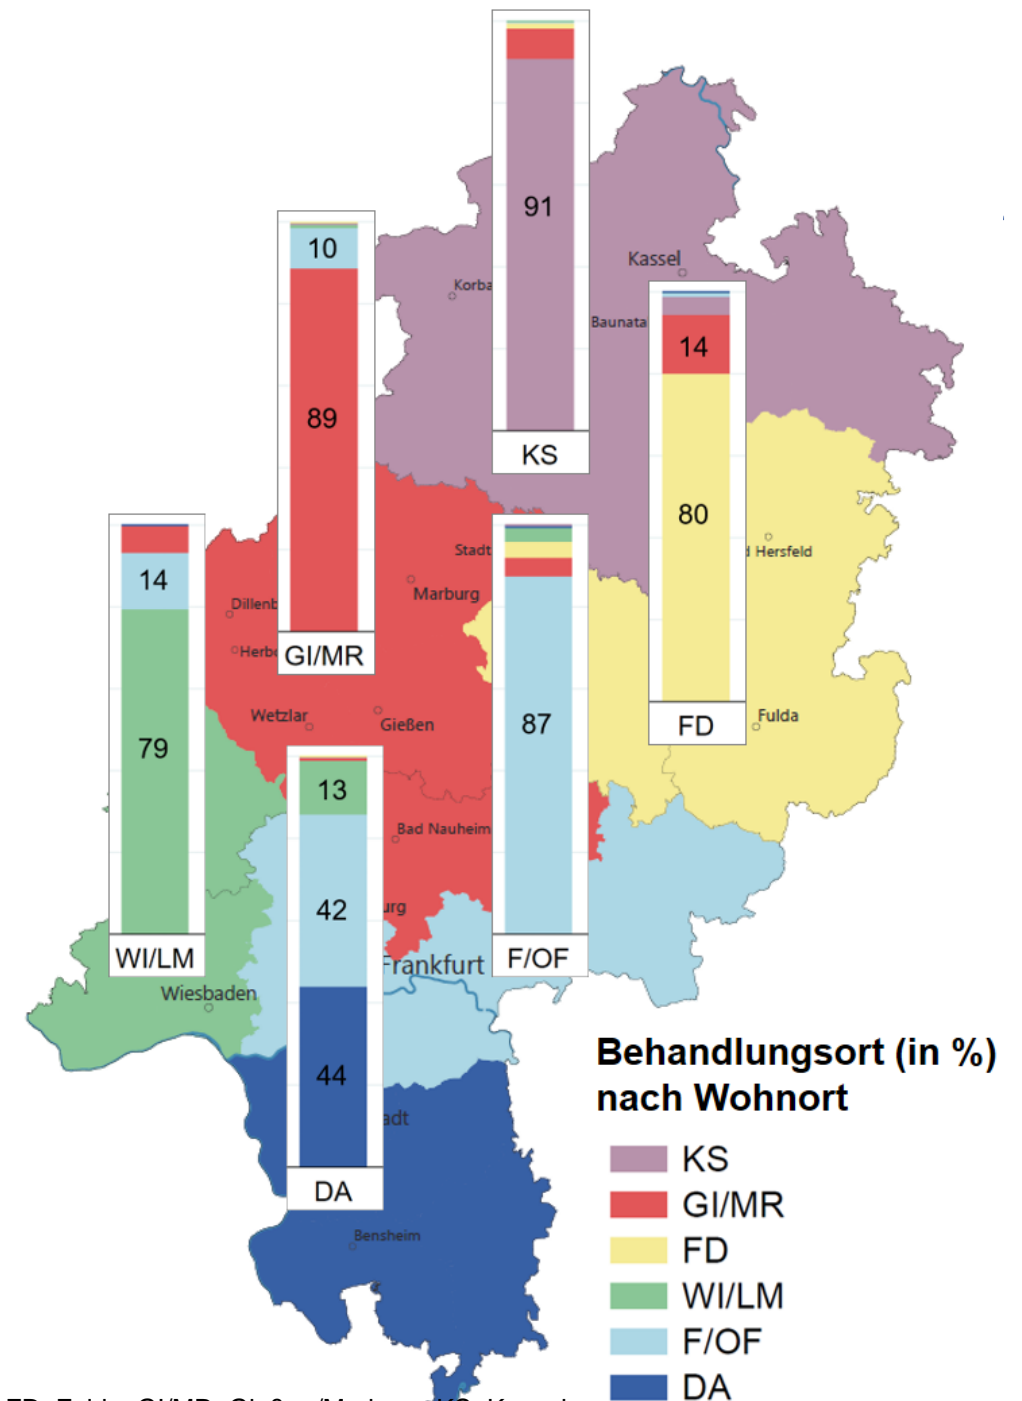 91
KS
Kassel
Korba
Baunata
10
89
GI/MR
14
80
FD
d Hersfeld
Fulda
14
79
WI/LM
Stadt
Marburg
Dillenb
Herbo
Wetzlar
Gießen
87
F/OF
Bad Nauheim
urg
Frankfurt
Wiesbaden
13
42
44
DA
adt
Bensheim
Behandlungsort (in %)
nach Wohnort
KS
GI/MR
FD
WI/LM
F/OF
DA